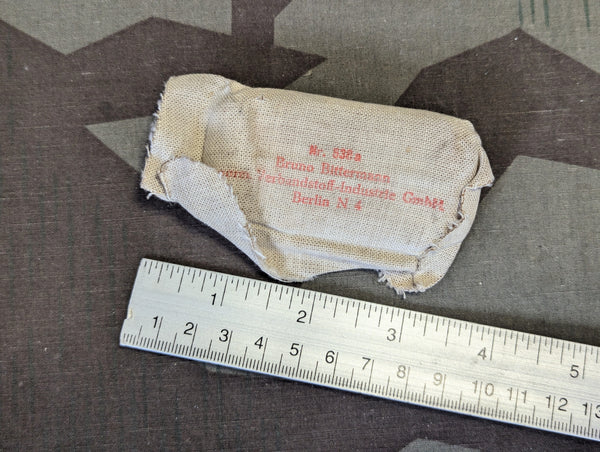 Nr. 636a
Bruno Bittermann
Verbandstoff-Industrie GmbH.
Berlin N 4
1 2 3 4 5
1 2 3 4 5 6 7 8 9 10 11 12 13